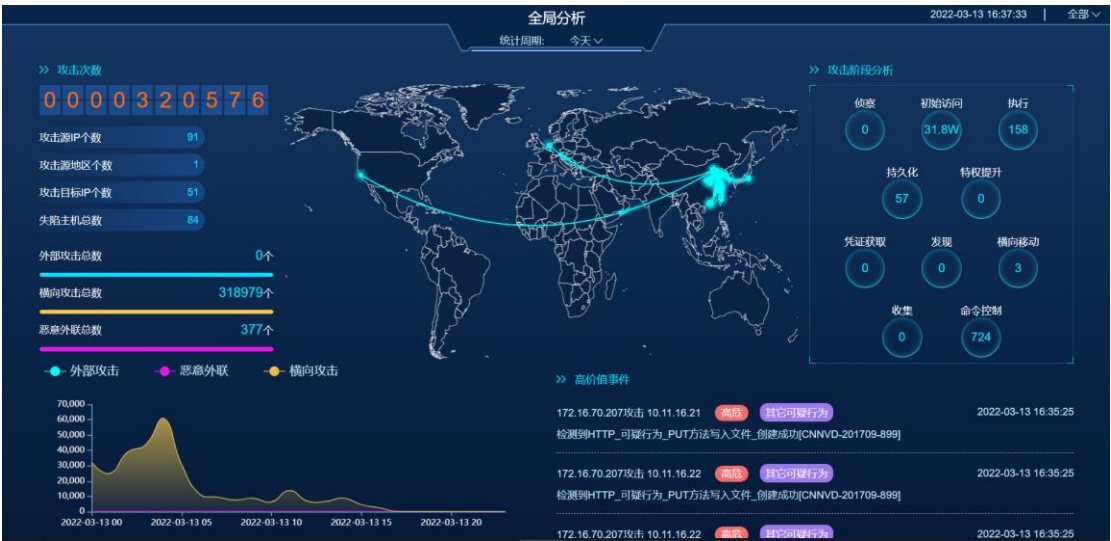 全局分析
2022-03-13 16:37:33 | 全部
统计周期: 今天
攻击次数
0 0 0 0 3 2 0 5 7 6
攻击源IP个数 91
攻击源地区个数 1
攻击目标IP个数 51
失陷主机总数 84
外部攻击总数 0个
横向攻击总数 318979个
恶意外联总数 377个
外部攻击 恶意外联 横向攻击
70,000
60,000
50,000
40,000
30,000
20,000
10,000
0
2022-03-13 00 2022-03-13 05 2022-03-13 10 2022-03-13 15 2022-03-13 20
攻击阶段分析
侦察 初始访问 执行
0 31.8W 158
持久化 特权提升
57 0
凭证获取 发现 横向移动
0 0 3
收集 命令控制
0 724
高价值事件
172.16.70.207攻击 10.11.16.21 高危 其它可疑行为 2022-03-13 16:35:25
检测到HTTP_可疑行为_PUT方法写入文件_创建成功[CNNVD-201709-899]
172.16.70.207攻击 10.11.16.22 高危 其它可疑行为 2022-03-13 16:35:25
检测到HTTP_可疑行为_PUT方法写入文件_创建成功[CNNVD-201709-899]
172.16.70.207攻击 10.11.16.22 高危 其它可疑行为 2022-03-13 16:35:25